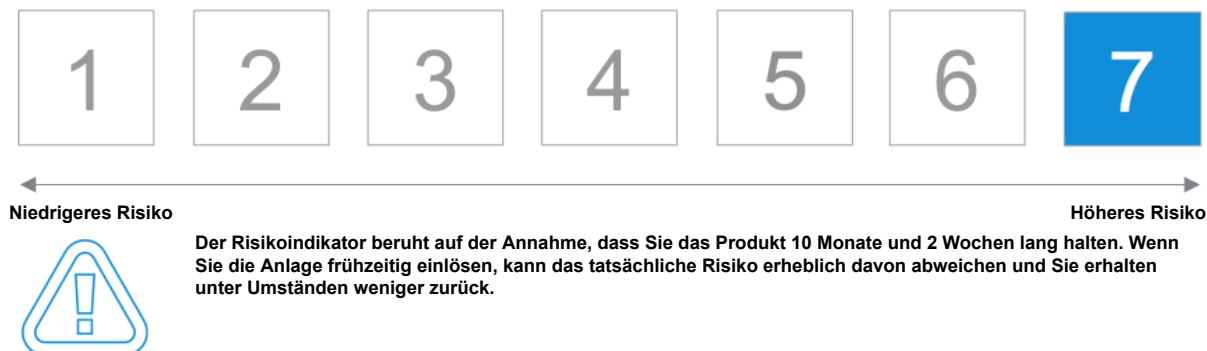 1 2 3 4 5 6 7
Niedrigeres Risiko Höheres Risiko
Der Risikoindikator beruht auf der Annahme, dass Sie das Produkt 10 Monate und 2 Wochen lang halten. Wenn
Sie die Anlage frühzeitig einlösen, kann das tatsächliche Risiko erheblich davon abweichen und Sie erhalten
unter Umständen weniger zurück.